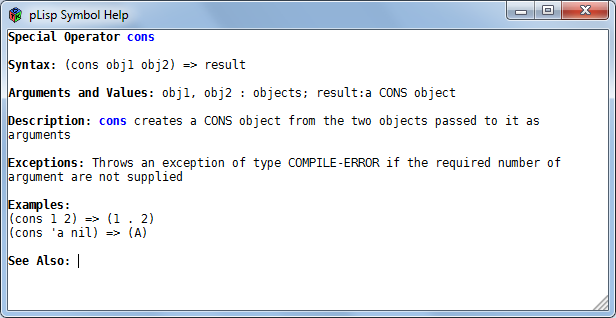 pLisp Symbol Help
Special Operator cons
Syntax: (cons obj1 obj2) => result
Arguments and Values: obj1, obj2 : objects; result:a CONS object
Description: cons creates a CONS object from the two objects passed to it as
arguments
Exceptions: Throws an exception of type COMPILE-ERROR if the required number of
argument are not supplied
Examples:
(cons 1 2) => (1 . 2)
(cons 'a nil) => (A)
See Also: